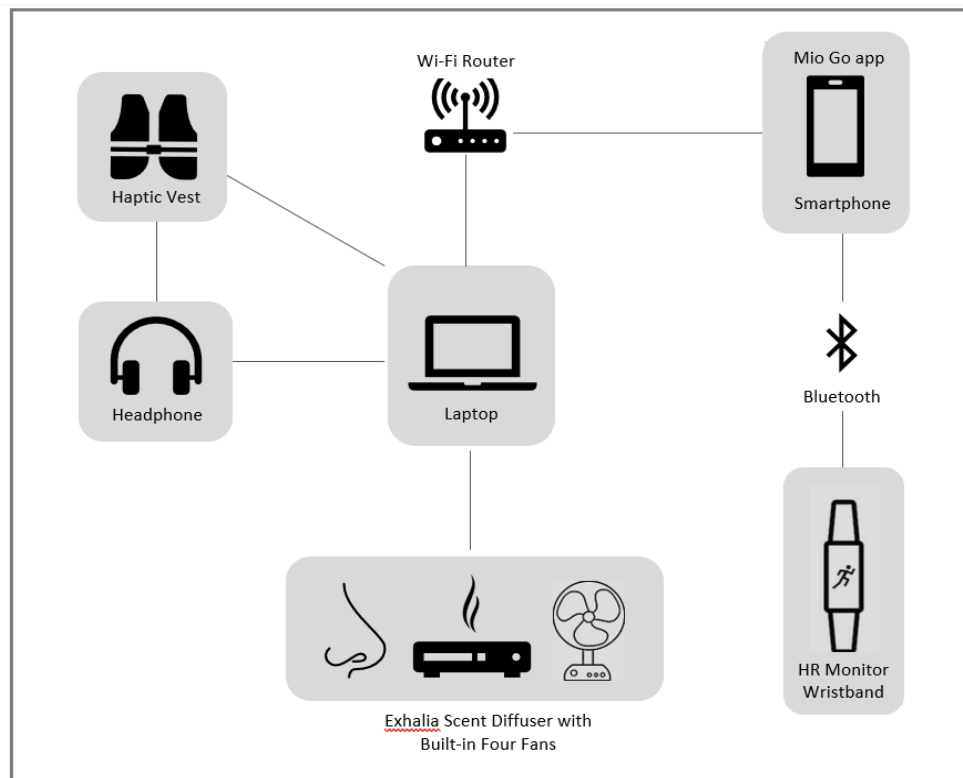 Wi-Fi Router
Mio Go app
Haptic Vest
Smartphone
Headphone
Laptop
Bluetooth
HR Monitor
Wristband
Exhalia Scent Diffuser with
Built-in Four Fans